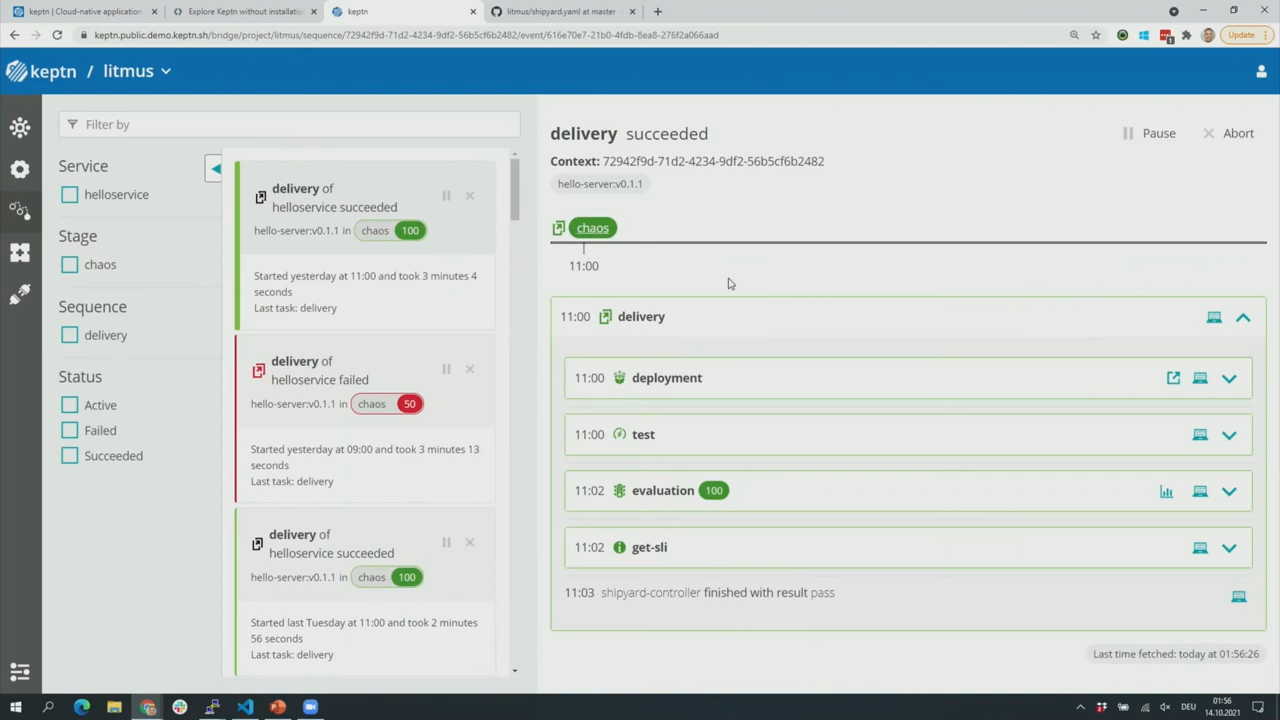 keptn | Cloud-native application
Explore Keptn without installatio
keptn
litmus/shipyard.yaml at master
keptn.public.demo.keptn.sh/bridge/project/litmus/sequence/72942f9d-71d2-4234-9df2-56b5cf6b2482/event/616e70e7-21b0-4fdb-8ea8-276f2a066aad
Update
keptn / litmus
Filter by
Service
helloservice
Stage
chaos
Sequence
delivery
Status
Active
Failed
Succeeded
delivery of
helloservice succeeded
hello-server:v0.1.1 in chaos 100
Started yesterday at 11:00 and took 3 minutes 4
seconds
Last task: delivery
delivery of
helloservice failed
hello-server:v0.1.1 in chaos 50
Started yesterday at 09:00 and took 3 minutes 13
seconds
Last task: delivery
delivery of
helloservice succeeded
hello-server:v0.1.1 in chaos 100
Started last Tuesday at 11:00 and took 2 minutes
56 seconds
Last task: delivery
delivery succeeded
Pause
Abort
Context: 72942f9d-71d2-4234-9df2-56b5cf6b2482
hello-server:v0.1.1
chaos
11:00
11:00 delivery
11:00 deployment
11:00 test
11:02 evaluation 100
11:02 get-sli
11:03 shipyard-controller finished with result pass
Last time fetched: today at 01:56:26
DEU
01:56
14.10.2021